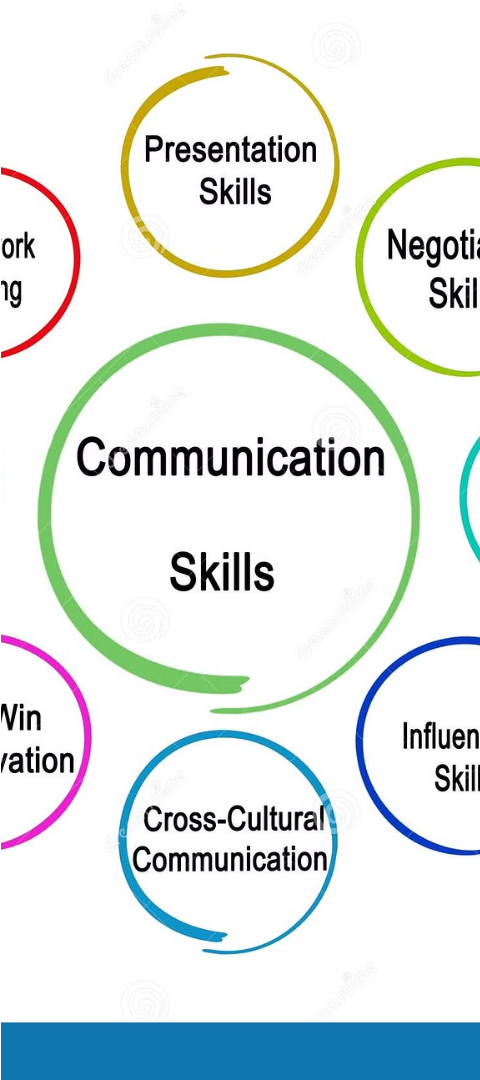 Presentation
Skills
Negotia
Skil
ork
ng
Communication
Skills
Win
vation
Influen
Skill
Cross-Cultural
Communication